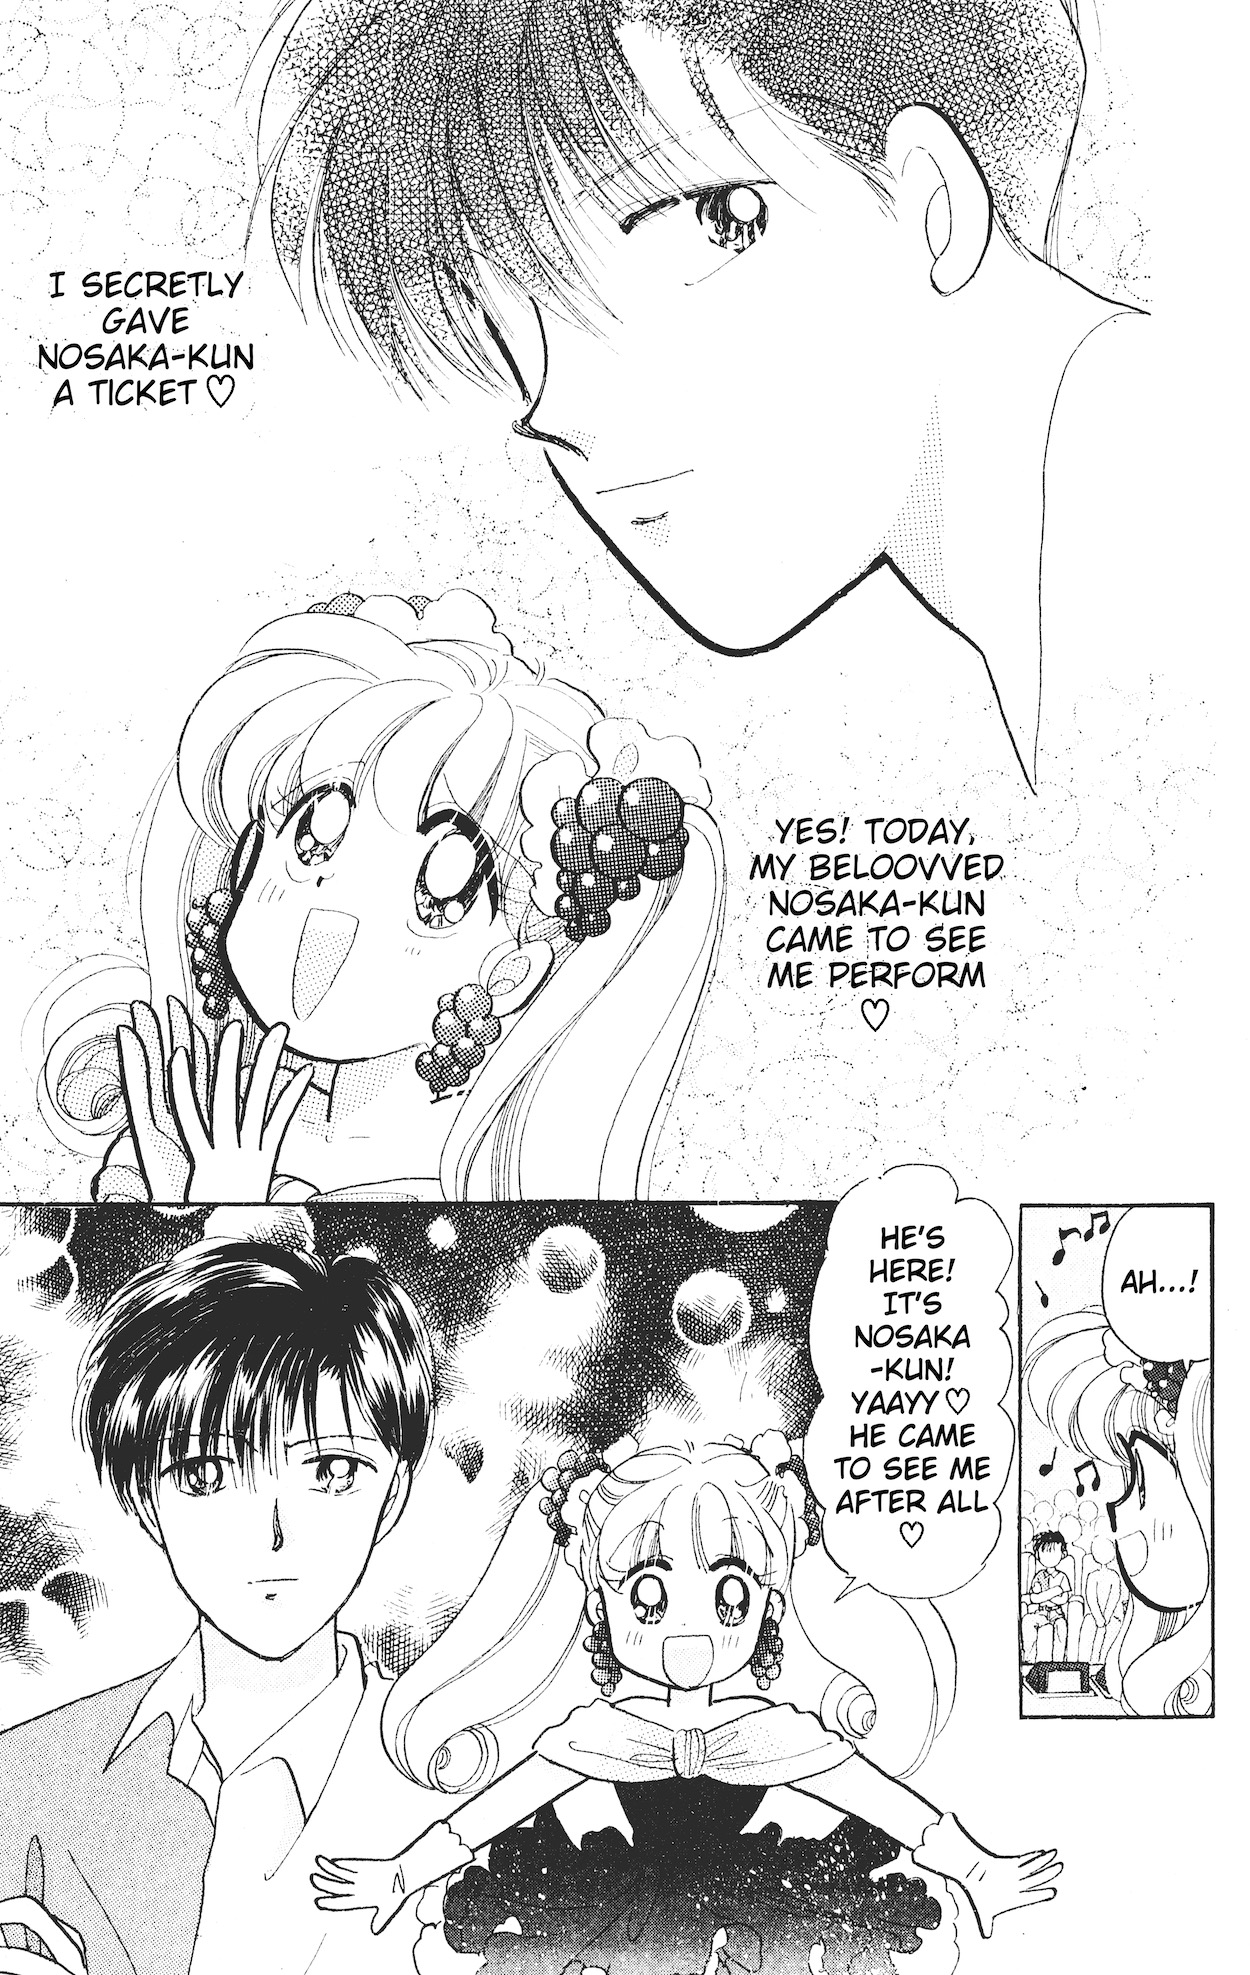 YES! TODAY,
MY BELOOVVED
NOSAKA-KUN
CAME TO SEE
ME PERFORM
♡
I SECRETLY
GAVE
NOSAKA-KUN
A TICKET ♡
AH...!
HE'S
HERE!
IT'S
NOSAKA
-KUN!
YAAYY ♡
HE CAME
TO SEE ME
AFTER ALL
♡